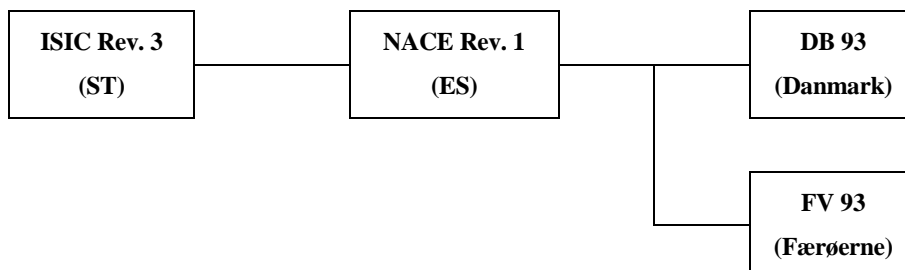 ISIC Rev. 3
(ST)
NACE Rev. 1
(ES)
DB 93
(Danmark)
FV 93
(Færøerne)